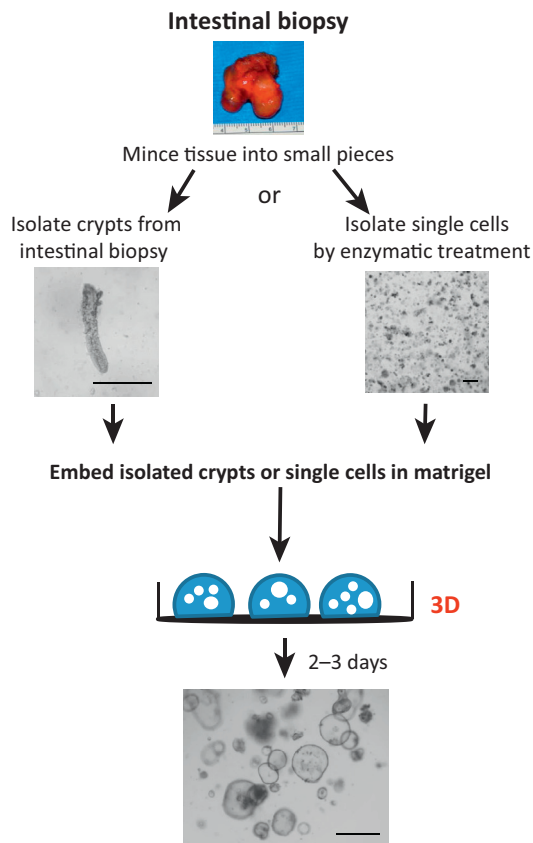 Intestinal biopsy
Mince tissue into small pieces
or
Isolate crypts from
intestinal biopsy
Isolate single cells
by enzymatic treatment
Embed isolated crypts or single cells in matrigel
3D
2–3 days